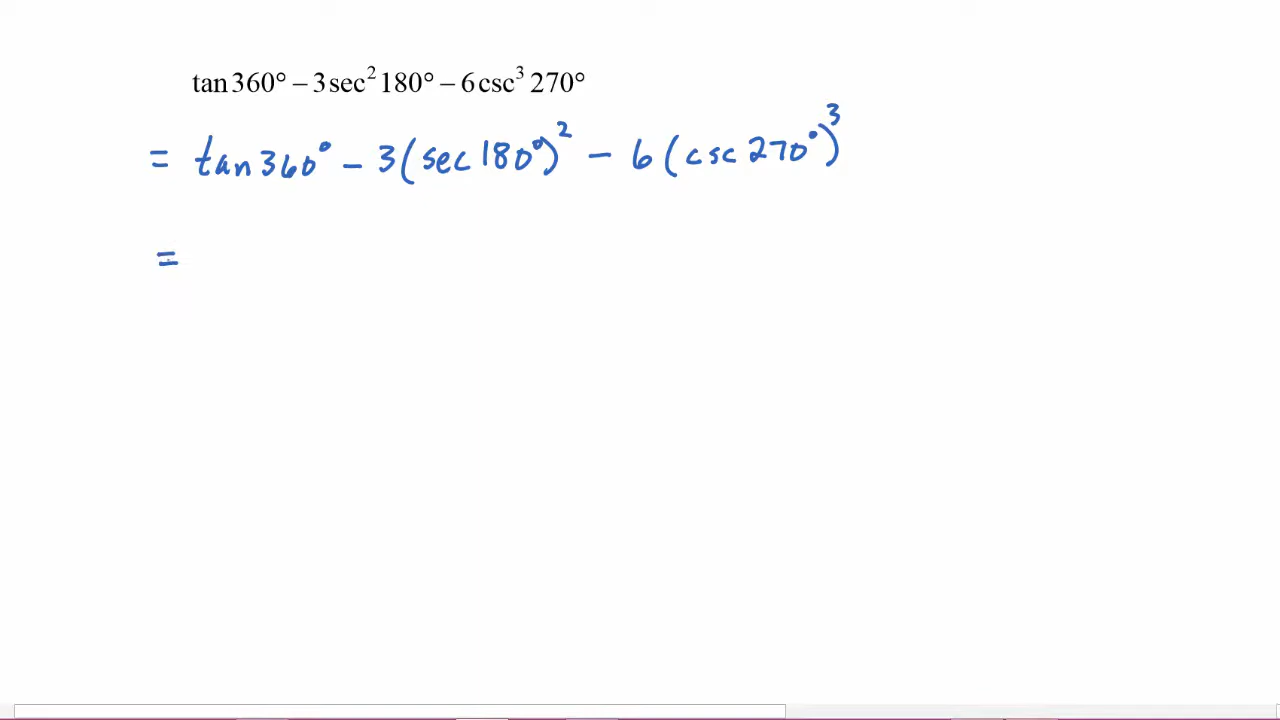 tan 360° − 3 sec² 180° − 6 csc³ 270°
= tan 360° − 3 (sec 180°)² − 6 (csc 270°)³
=